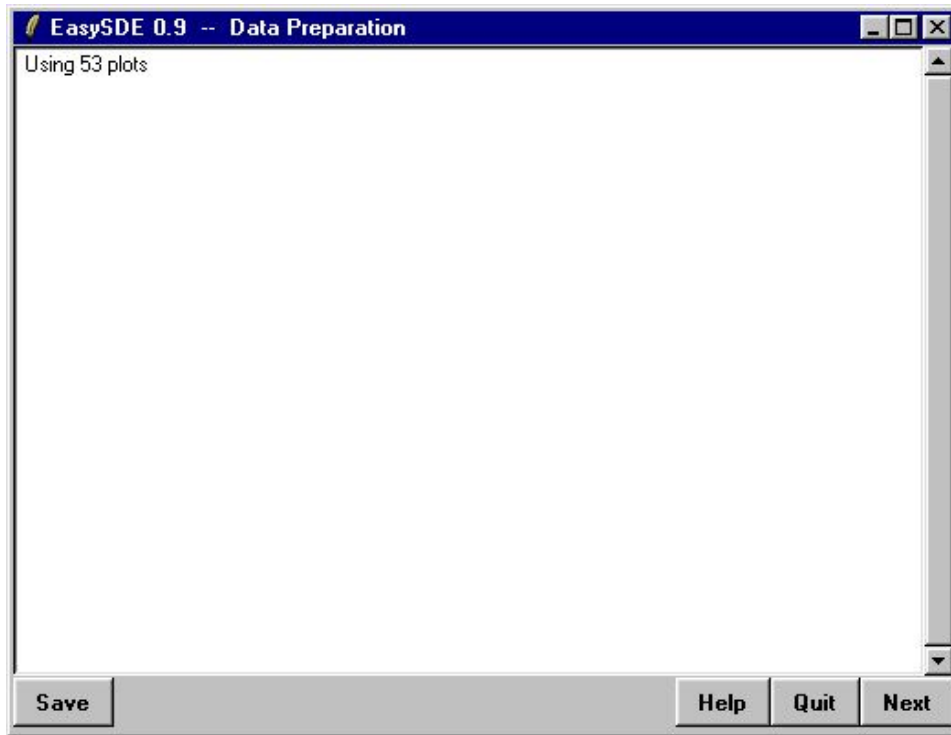 EasySDE 0.9 -- Data Preparation
Using 53 plots
Save
Help
Quit
Next